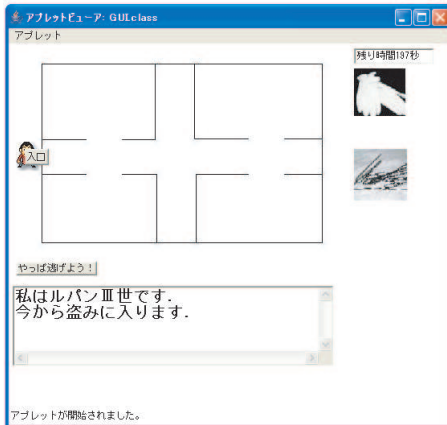 アプレットビューア: GUI.class
アプレット
残り時間197秒
入口
やっぱ逃げよう!
私はルパンⅢ世です.
今から盗みに入ります.
アプレットが開始されました。